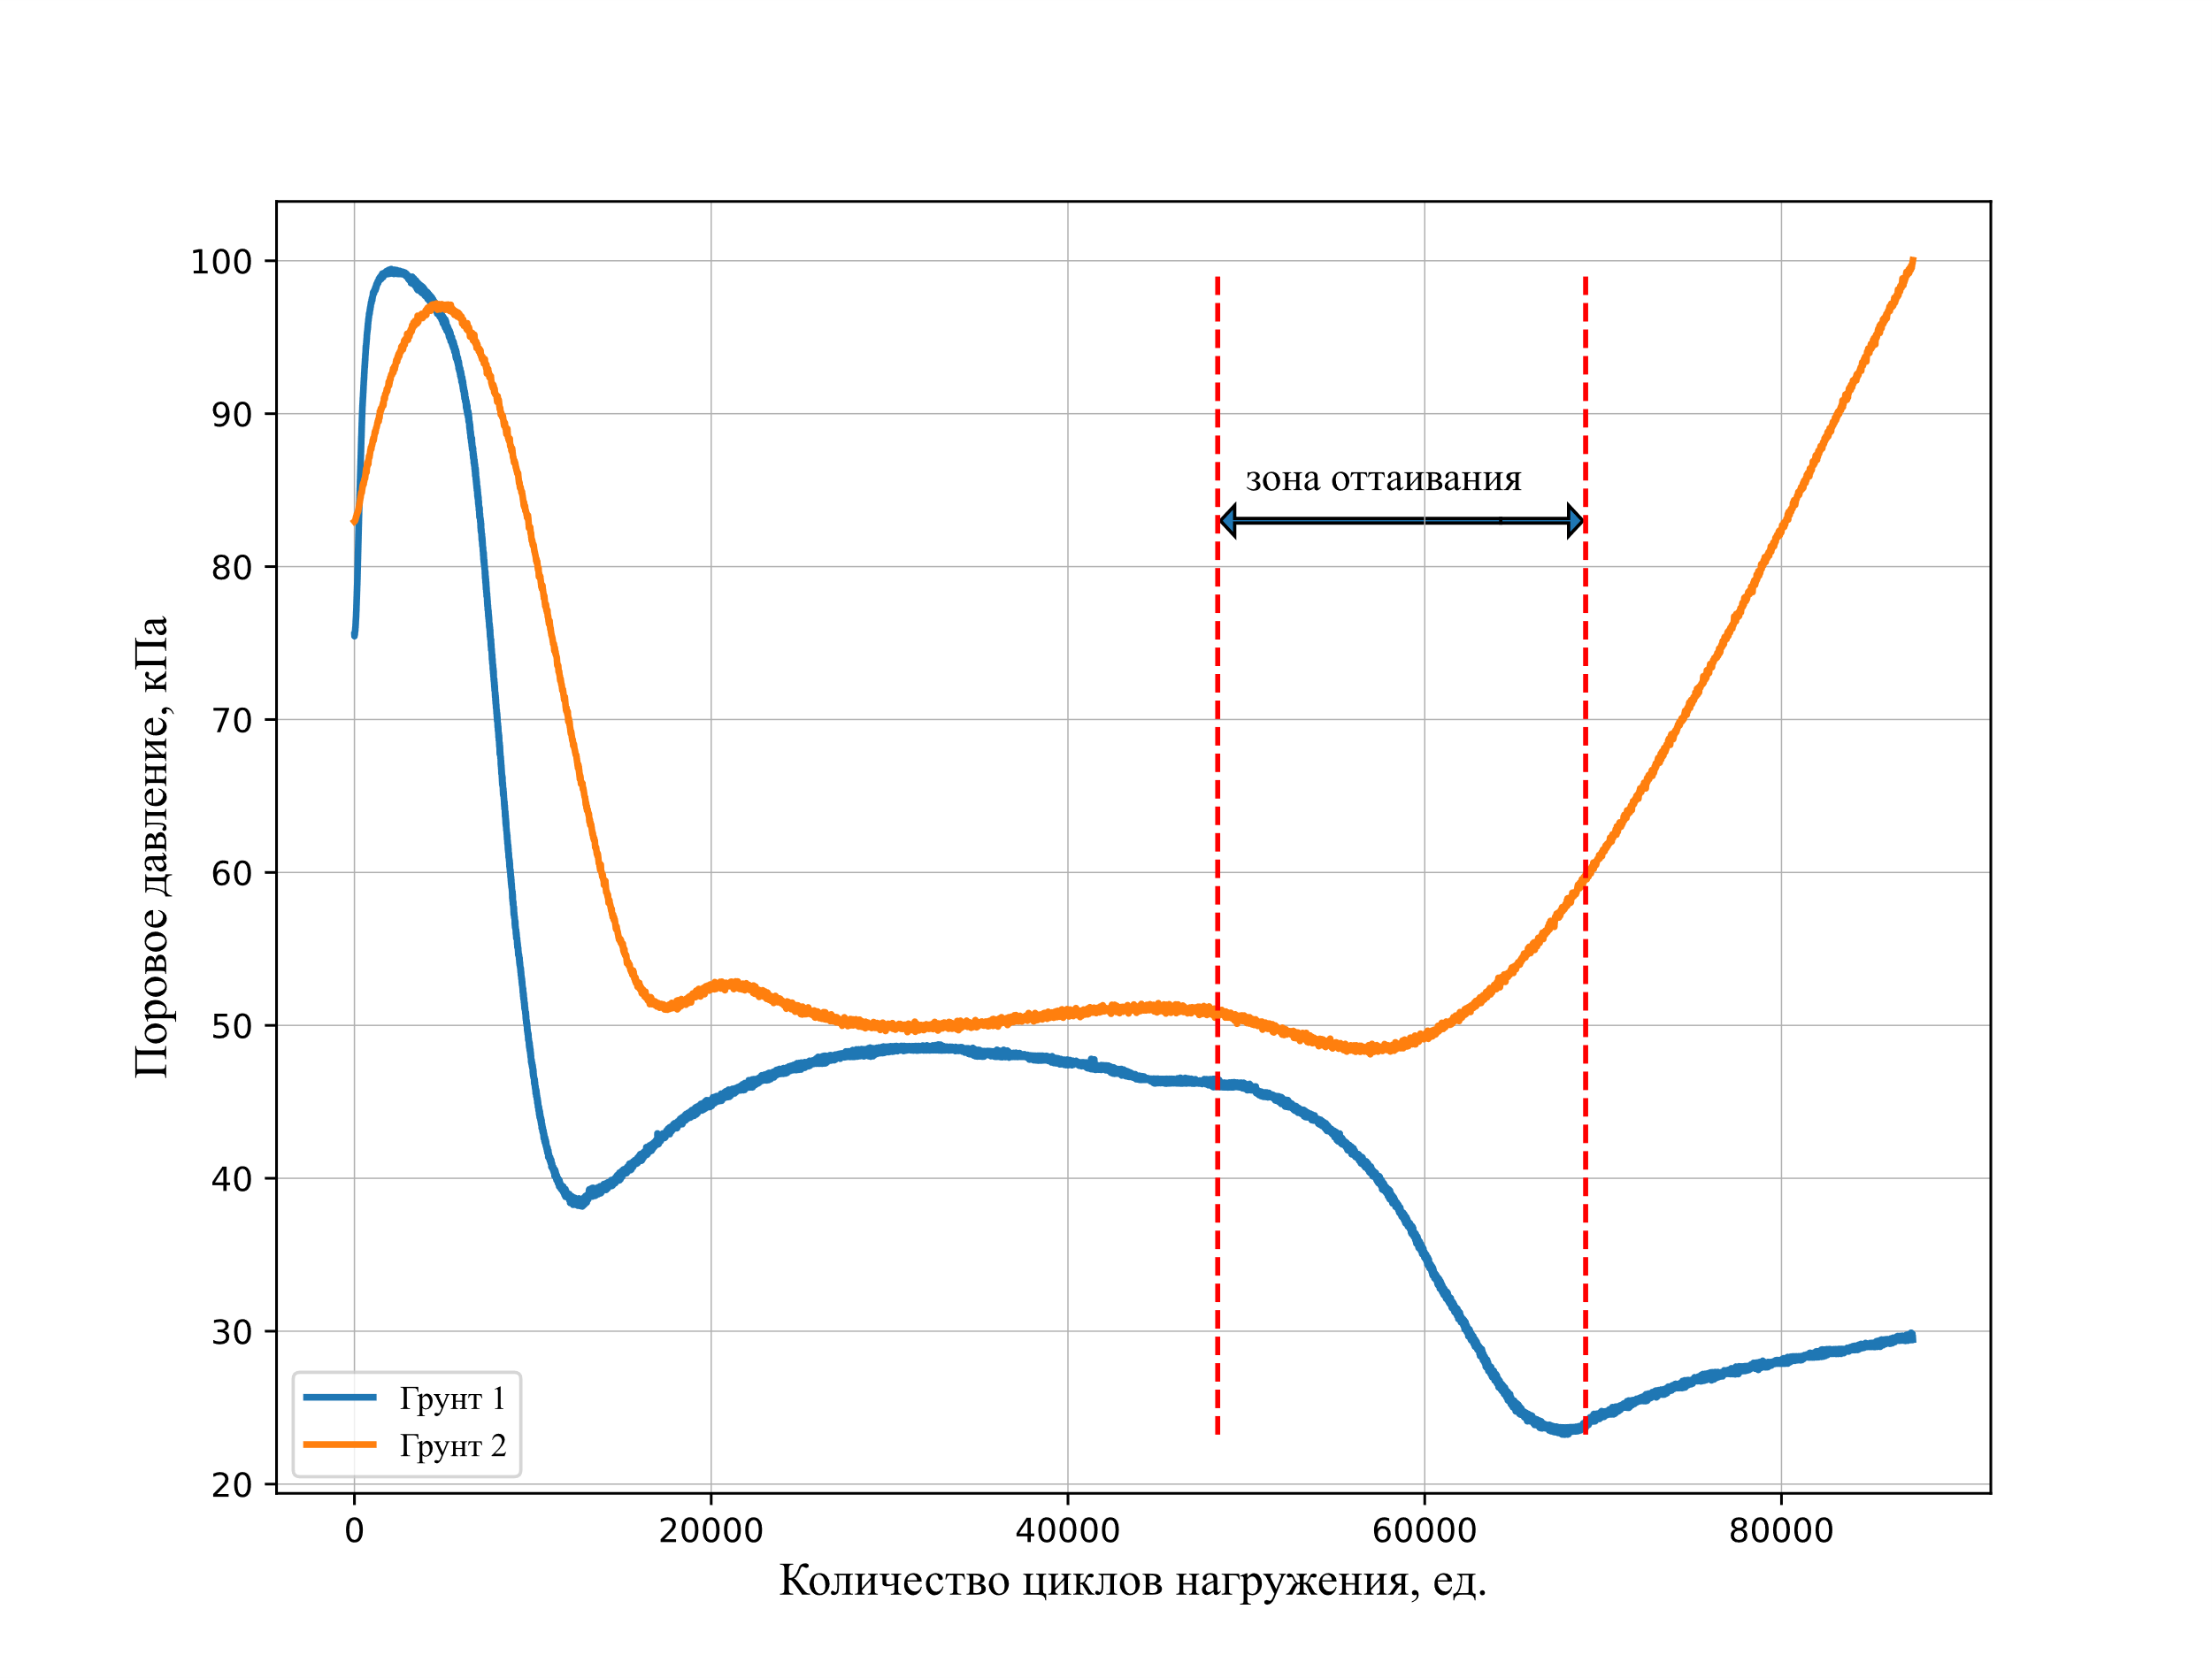 100
90
80
70
60
50
40
30
20
Поровое давление, кПа
зона оттаивания
Грунт 1
Грунт 2
0 20000 40000 60000 80000
Количество циклов нагружения, ед.